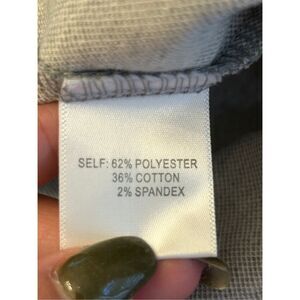 SELF: 62% POLYESTER
36% COTTON
2% SPANDEX